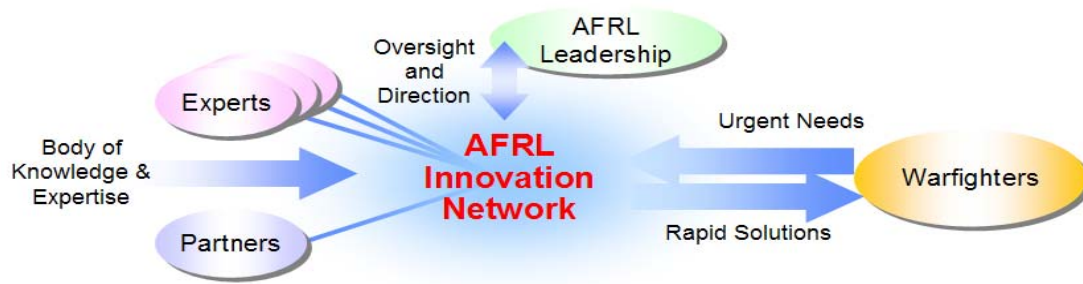 AFRL
Leadership
Oversight
and
Direction
Experts
Body of
Knowledge &
Expertise
Partners
AFRL
Innovation
Network
Urgent Needs
Warfighters
Rapid Solutions